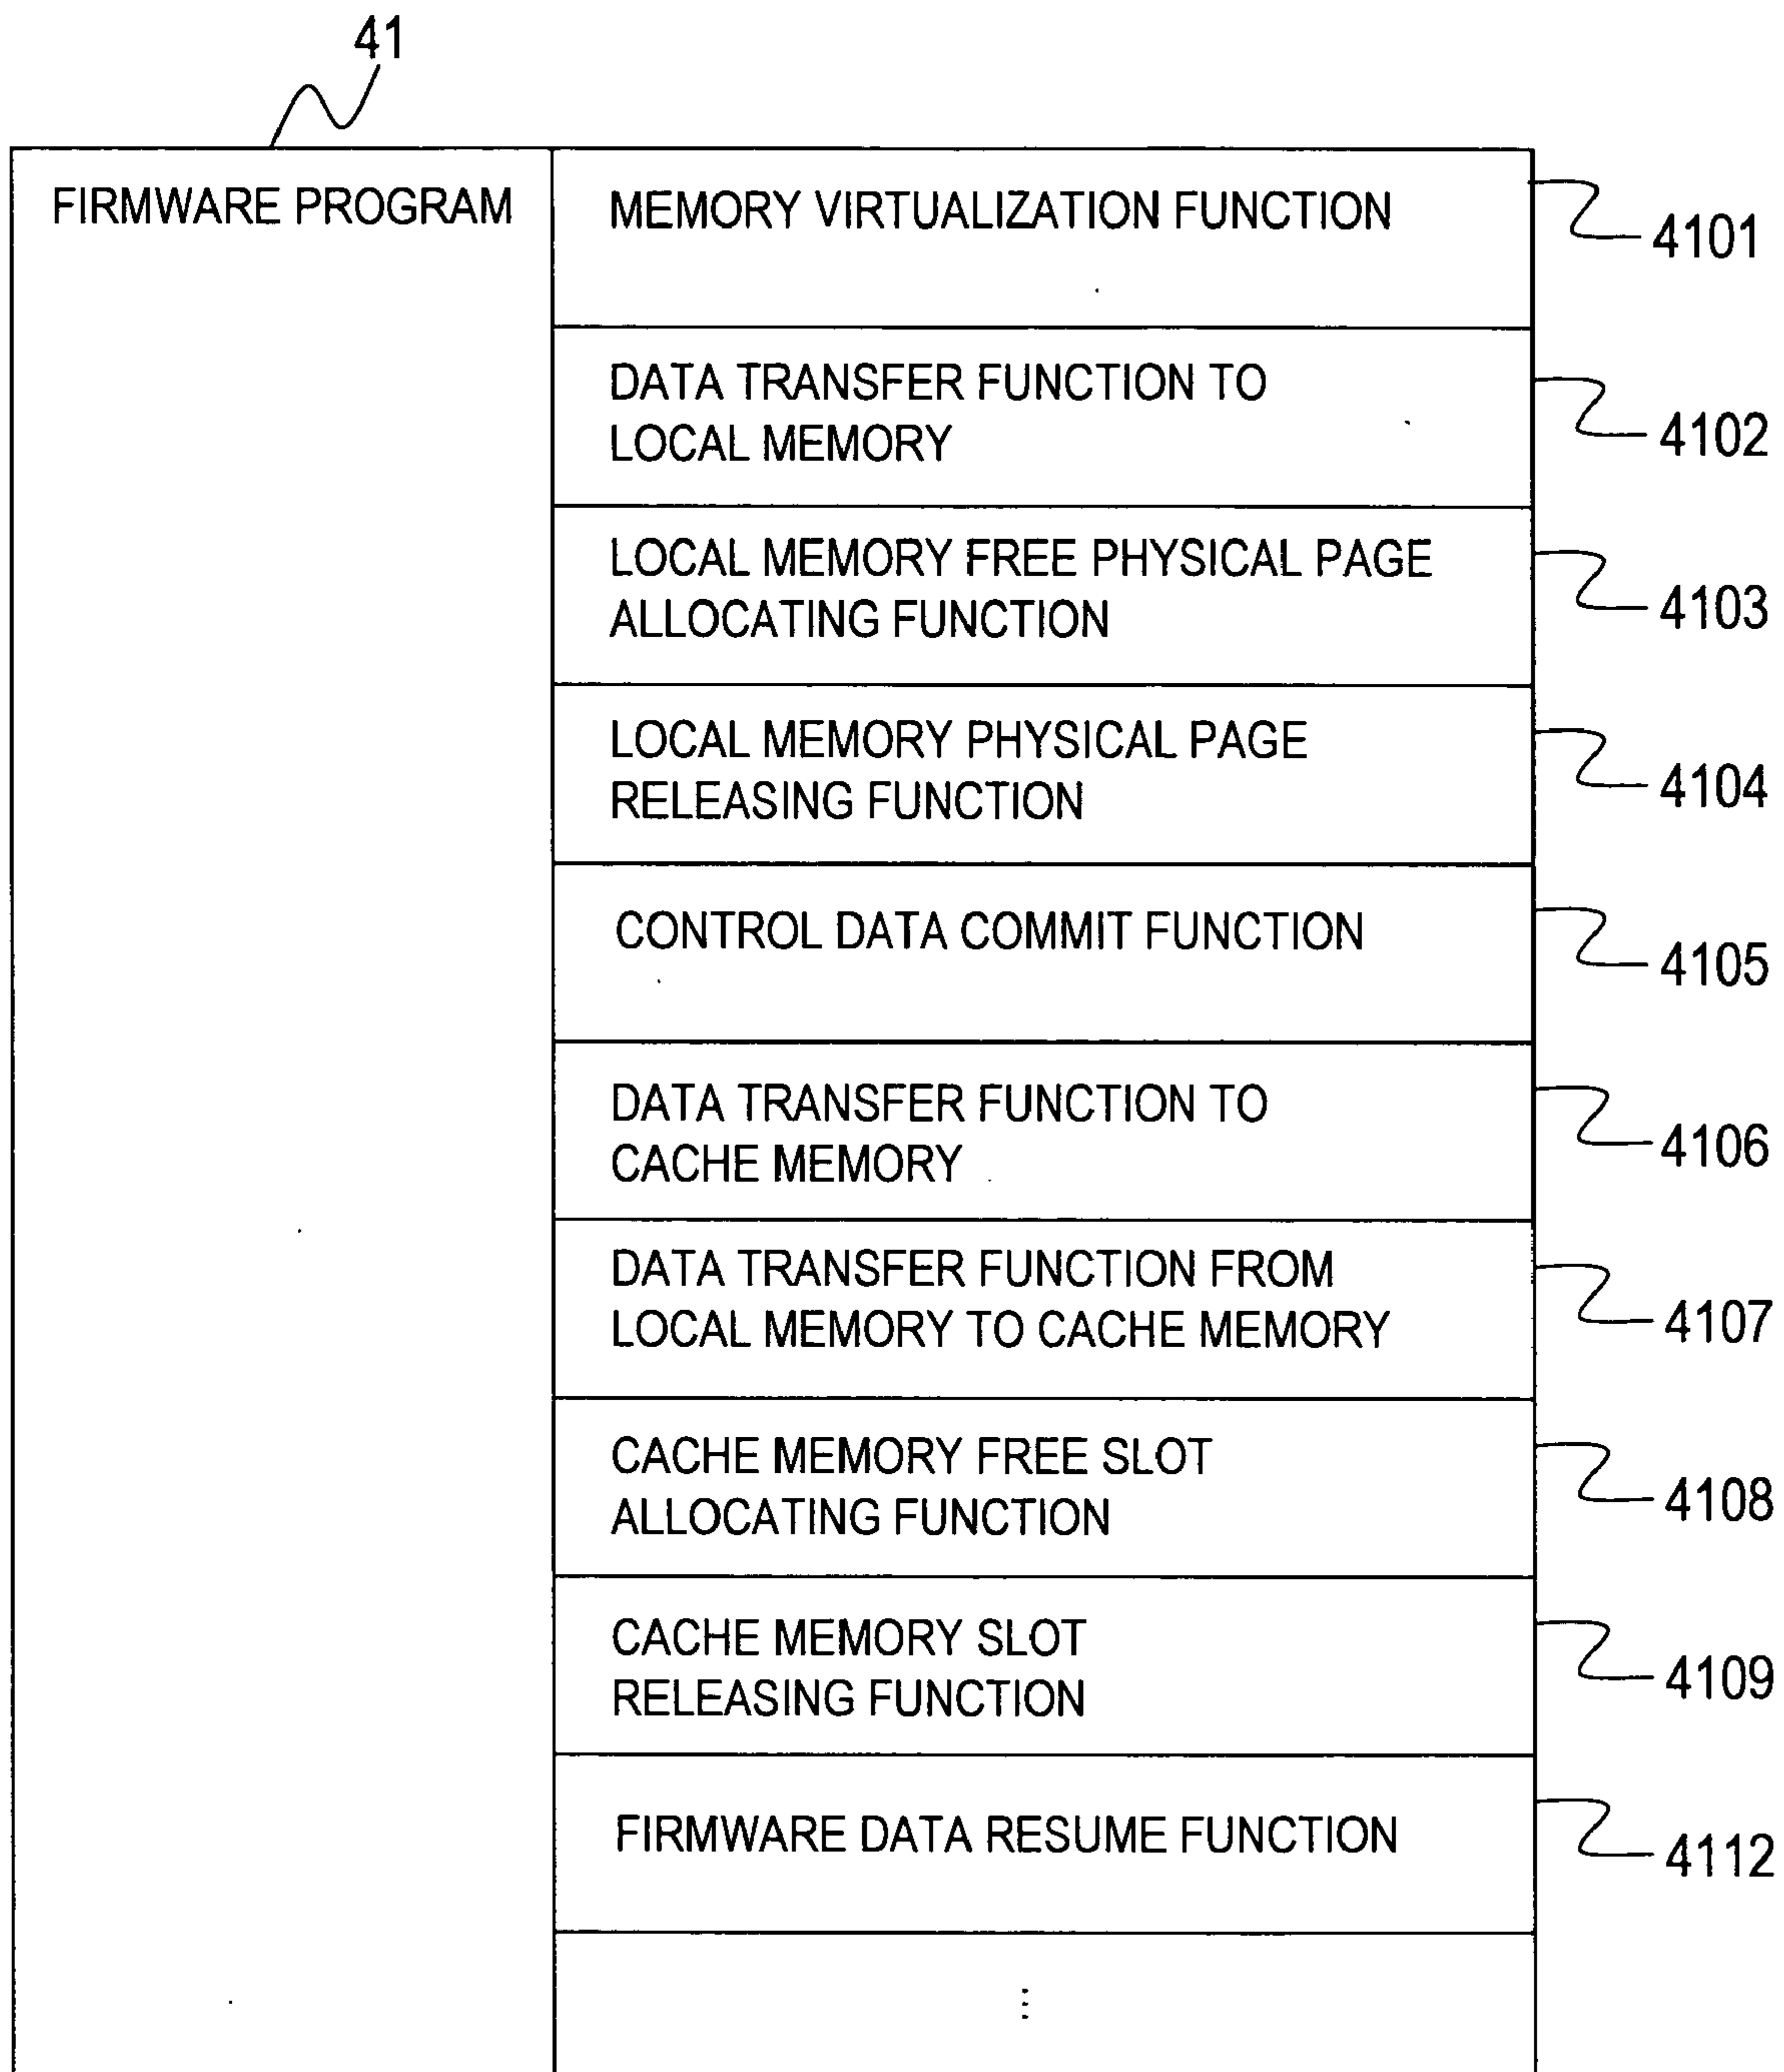 41
FIRMWARE PROGRAM
MEMORY VIRTUALIZATION FUNCTION
4101
DATA TRANSFER FUNCTION TO
LOCAL MEMORY
4102
LOCAL MEMORY FREE PHYSICAL PAGE
ALLOCATING FUNCTION
4103
LOCAL MEMORY PHYSICAL PAGE
RELEASING FUNCTION
4104
CONTROL DATA COMMIT FUNCTION
4105
DATA TRANSFER FUNCTION TO
CACHE MEMORY
4106
DATA TRANSFER FUNCTION FROM
LOCAL MEMORY TO CACHE MEMORY
4107
CACHE MEMORY FREE SLOT
ALLOCATING FUNCTION
4108
CACHE MEMORY SLOT
RELEASING FUNCTION
4109
FIRMWARE DATA RESUME FUNCTION
4112
⋮